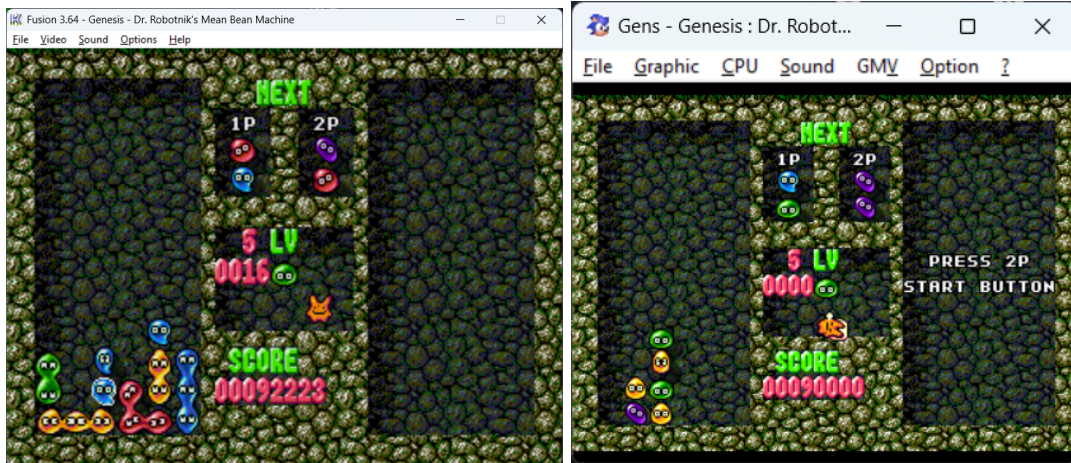 Fusion 3.64 - Genesis - Dr. Robotnik's Mean Bean Machine
File Video Sound Options Help
NEXT
1P 2P
5 LV
0016
SCORE
00092223
Gens - Genesis : Dr. Robot...
File Graphic CPU Sound GMV Option ?
NEXT
1P 2P
5 LV
0000
PRESS 2P
START BUTTON
SCORE
00090000